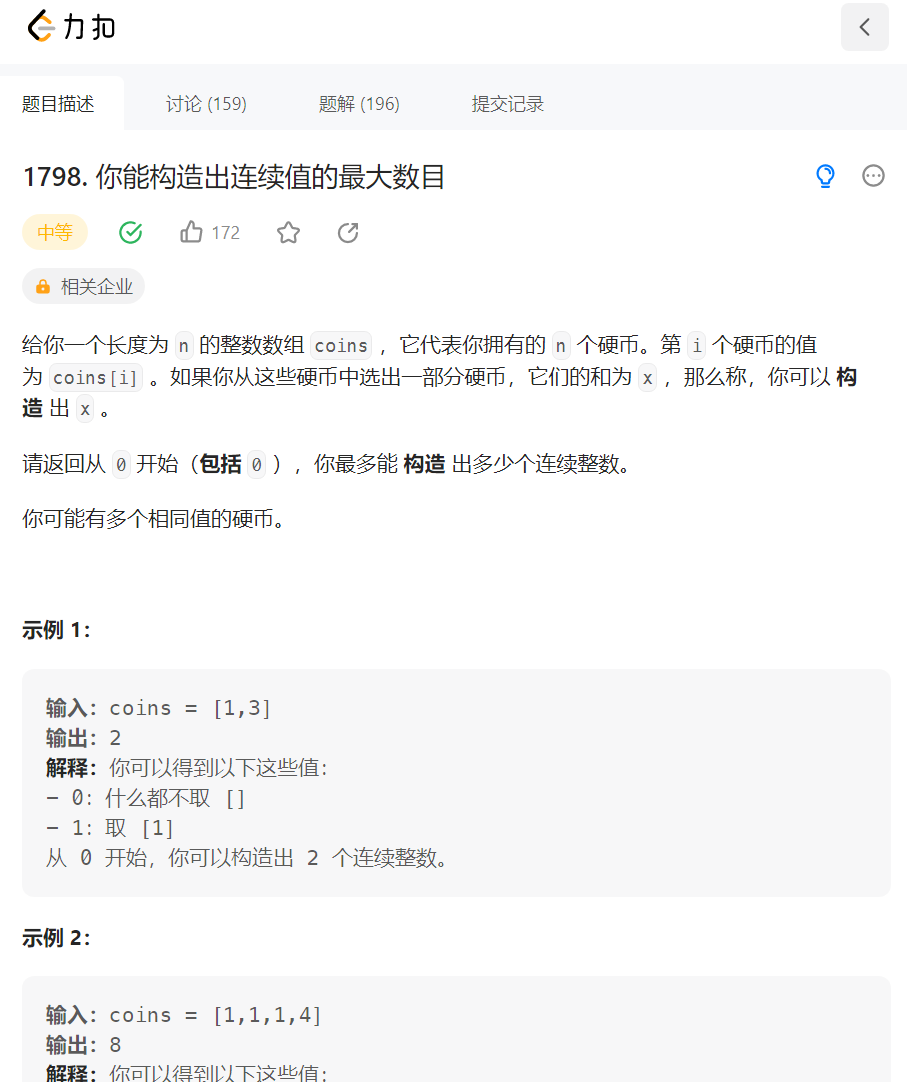 力扣
题目描述 讨论 (159) 题解 (196) 提交记录
1798. 你能构造出连续值的最大数目
中等 172
相关企业
给你一个长度为 n 的整数数组 coins ，它代表你拥有的 n 个硬币。第 i 个硬币的值
为 coins[i] 。如果你从这些硬币中选出一部分硬币，它们的和为 x ，那么称，你可以 构
造 出 x 。
请返回从 0 开始（包括 0 ），你最多能 构造 出多少个连续整数。
你可能有多个相同值的硬币。
示例 1：
输入：coins = [1,3]
输出：2
解释：你可以得到以下这些值：
- 0：什么都不取 []
- 1：取 [1]
从 0 开始，你可以构造出 2 个连续整数。
示例 2：
输入：coins = [1,1,1,4]
输出：8
解释：你可以得到以下这些值：